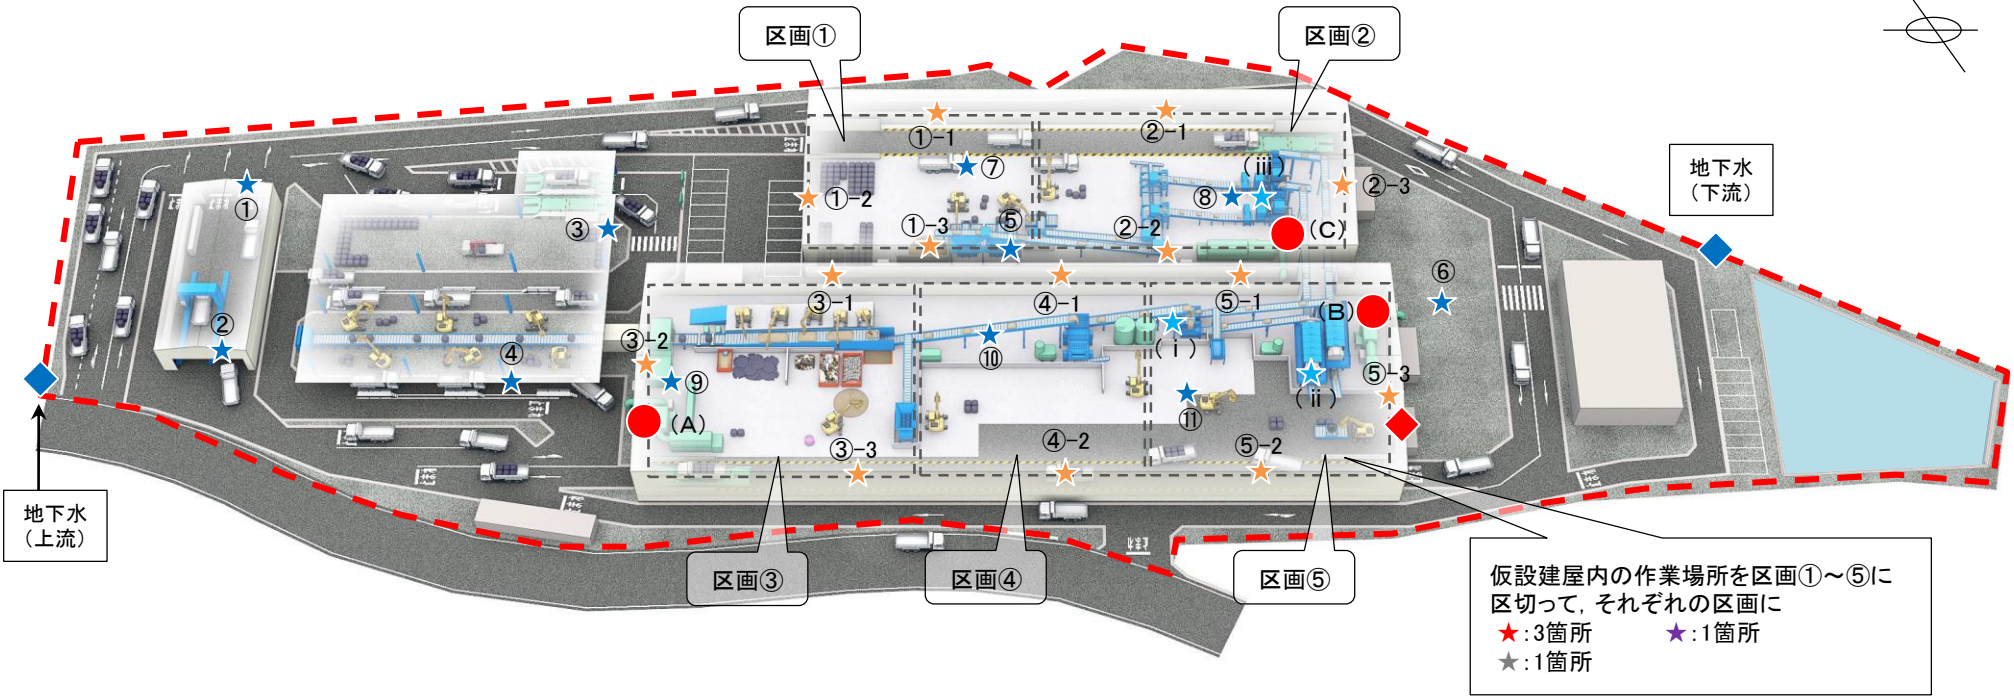 区画①
区画②
地下水
(下流)
①-1
②-1
(ⅲ)
⑦
①
①-2
⑧
②-3
③
①-3
⑤
②-2
(C)
⑥
③-1
④-1
⑤-1
(B)
②
③-2
⑩
(ⅰ)
④
⑨
⑤-3
⑪
(ⅱ)
(A)
③-3
④-2
⑤-2
地下水
(上流)
区画③
区画④
区画⑤
仮設建屋内の作業場所を区画①～⑤に
区切って，それぞれの区画に
★:3箇所 ★:1箇所
★:1箇所